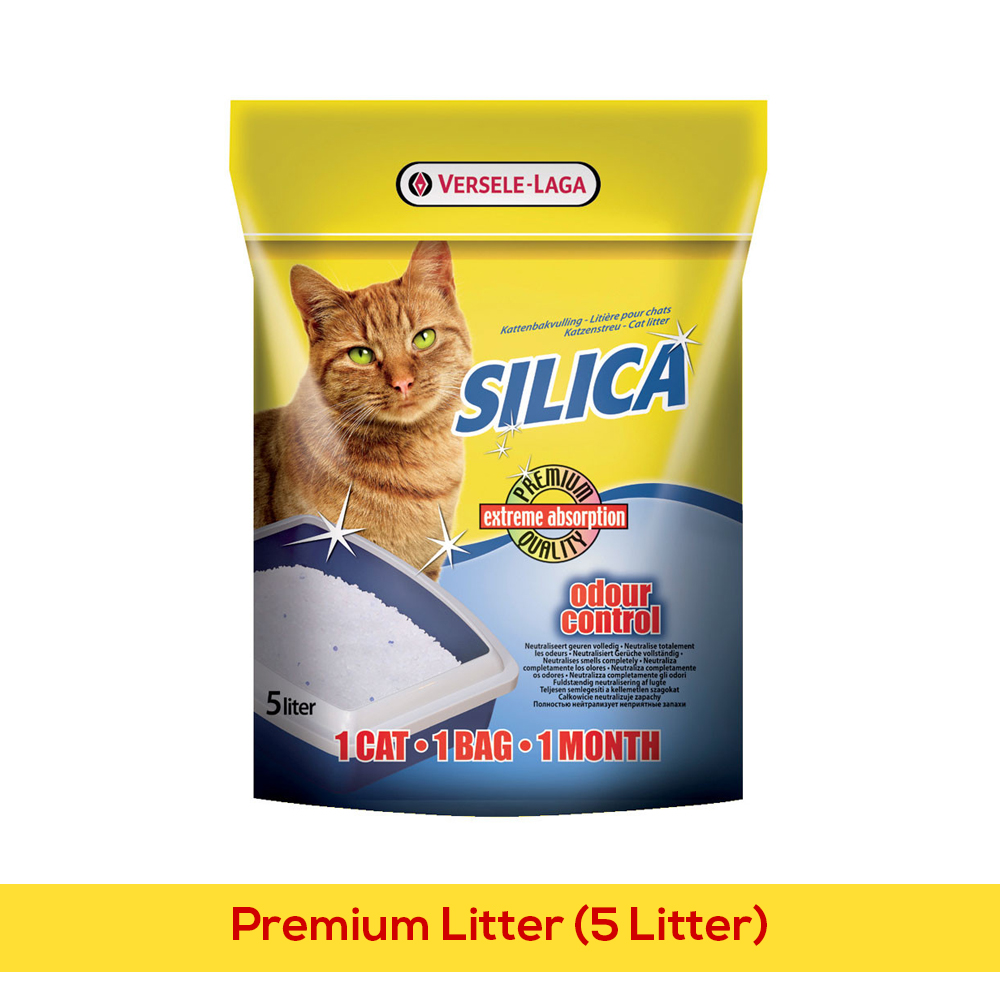 VERSELE-LAGA
Kattenbakvulling - Litière pour chats
Katzenstreu - Cat litter
SILICA
PREMIUM
extreme absorption
QUALITY
odour
control
Neutraliseert geuren volledig • Neutralise totalement
les odeurs • Neutralisiert Gerüche vollständig •
Neutralises smells completely • Neutraliza
completamente los olores • Neutraliza completamente
os odores • Neutralizza completamente gli odori
Fuldstændig neutralisering af lugte
Teljesen semlegesíti a kellemetlen szagokat
Całkowicie neutralizuje zapachy
Полностью нейтрализует неприятные запахи
5 liter
1 CAT • 1 BAG • 1 MONTH
Premium Litter (5 Litter)